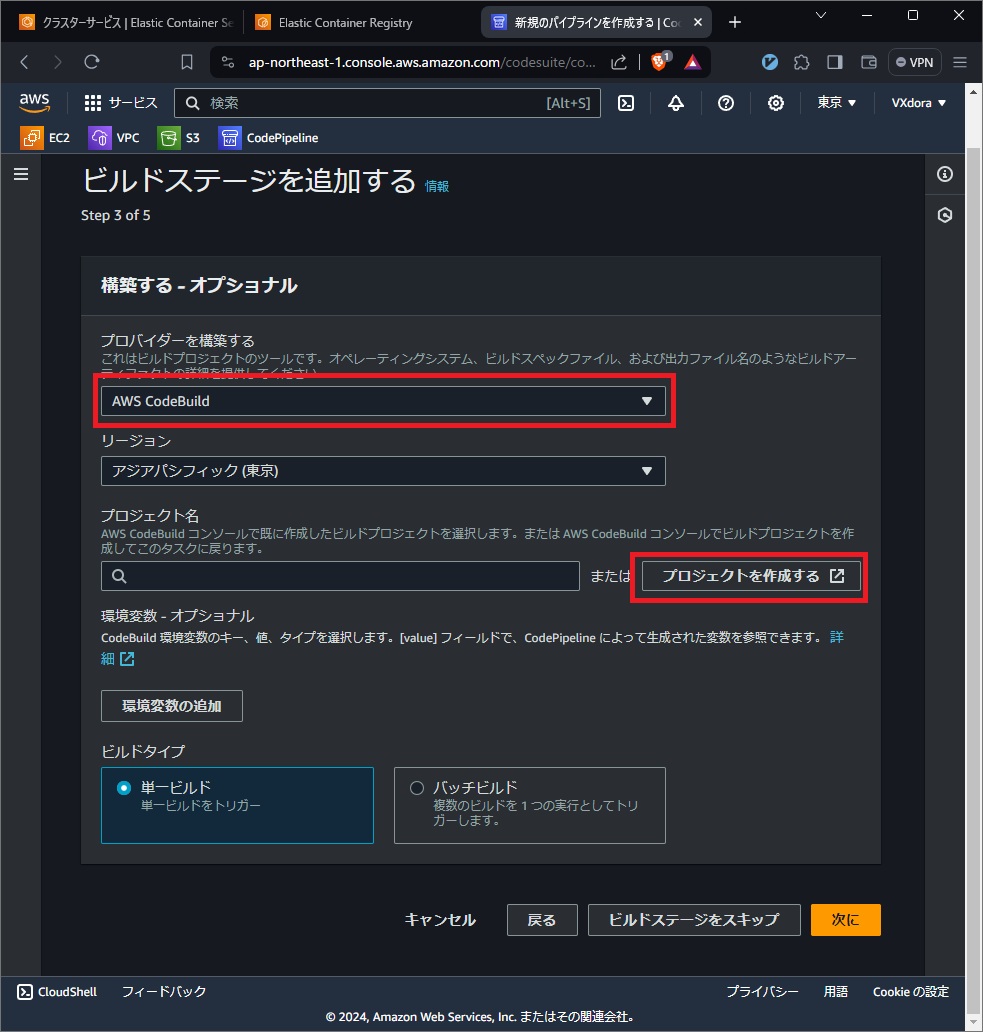 クラスターサービス | Elastic Container Se
Elastic Container Registry
新規のパイプラインを作成する | Co
ap-northeast-1.console.aws.amazon.com/codesuite/co...
1
VPN
aws
サービス
検索
[Alt+S]
東京
VXdora
EC2
VPC
S3
CodePipeline
ビルドステージを追加する 情報
Step 3 of 5
構築する - オプショナル
プロバイダーを構築する
これはビルドプロジェクトのツールです。オペレーティングシステム、ビルドスペックファイル、および出力ファイル名のようなビルドアー
ティファクトの詳細を提供してください。
AWS CodeBuild
リージョン
アジアパシフィック (東京)
プロジェクト名
AWS CodeBuild コンソールで既に作成したビルドプロジェクトを選択します。または AWS CodeBuild コンソールでビルドプロジェクトを作
成してこのタスクに戻ります。
または
プロジェクトを作成する
環境変数 - オプショナル
CodeBuild 環境変数のキー、値、タイプを選択します。[value] フィールドで、CodePipeline によって生成された変数を参照できます。 詳
細
環境変数の追加
ビルドタイプ
単一ビルド
単一ビルドをトリガー
バッチビルド
複数のビルドを 1 つの実行としてトリ
ガーします。
キャンセル
戻る
ビルドステージをスキップ
次に
CloudShell
フィードバック
プライバシー
用語
Cookie の設定
© 2024, Amazon Web Services, Inc. またはその関連会社。